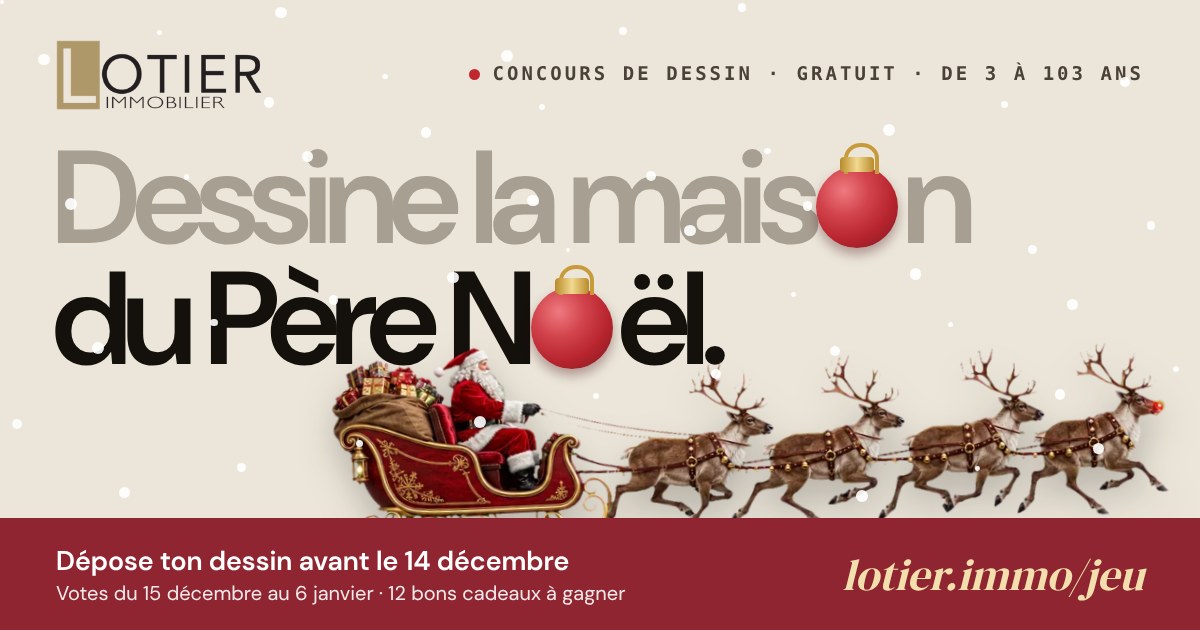 LOTIER
IMMOBILIER
CONCOURS DE DESSIN · GRATUIT · DE 3 À 103 ANS
Dessine la maison
du Père Noël.
Dépose ton dessin avant le 14 décembre
Votes du 15 décembre au 6 janvier · 12 bons cadeaux à gagner
lotier.immo/jeu